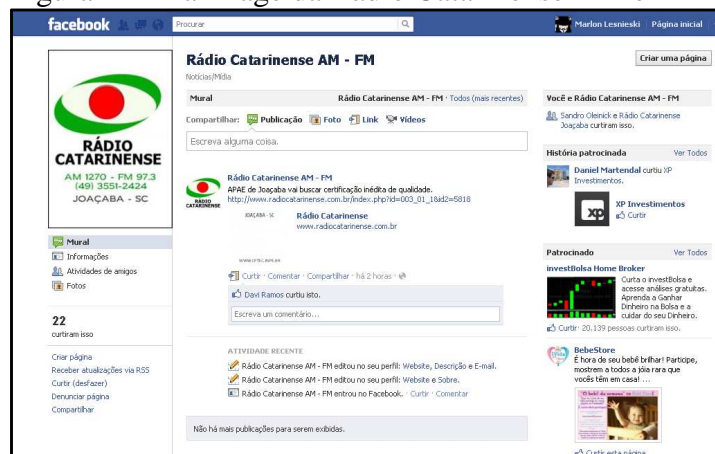 facebook
Procurar
Marlon Lesnieski
Página inicial
RÁDIO
CATARINENSE
AM 1270 - FM 97.3
(49) 3551-2424
JOAÇABA - SC
Mural
Informações
Atividades de amigos
Fotos
22
curtiram isso
Criar página
Receber atualizações via RSS
Curtir (desfazer)
Denunciar página
Compartilhar
Rádio Catarinense AM - FM
Notícias/Mídia
Mural
Rádio Catarinense AM - FM · Todos (mais recentes)
Compartilhar: Publicação Foto Link Vídeos
Escreva alguma coisa.
RÁDIO
CATARINENSE
Rádio Catarinense AM - FM
APAE de Joaçaba vai buscar certificação inédita de qualidade.
http://www.radiocatarinense.com.br/index.php?id=003_01_1&id2=5818
JOAÇABA - SC
Rádio Catarinense
www.radiocatarinense.com.br
Curtir · Comentar · Compartilhar · há 2 horas ·
Davi Ramos curtiu isto.
Escreva um comentário...
ATIVIDADE RECENTE
Rádio Catarinense AM - FM editou no seu perfil: Website, Descrição e E-mail.
Rádio Catarinense AM - FM editou no seu perfil: Website e Sobre.
Rádio Catarinense AM - FM entrou no Facebook. · Curtir · Comentar
Não há mais publicações para serem exibidas.
Criar uma página
Você e Rádio Catarinense AM - FM
Sandro Oleinick e Rádio Catarinense
Joaçaba curtiram isso.
História patrocinada
Ver Todos
Daniel Martendal curtiu XP
Investimentos.
xp
XP Investimentos
Curtir
Patrocinado
Ver Todos
investBolsa Home Broker
Curta o investBolsa e
acesse análises gratuitas.
Aprenda a Ganhar
Dinheiro na Bolsa e a
cuidar do seu Dinheiro.
Curtir · 20.139 pessoas curtiram isso.
BebeStore
É hora de seu bebê brilhar! Participe,
mostrem a todos a jóia rara que
vocês têm em casa! ...
Curtir esta página